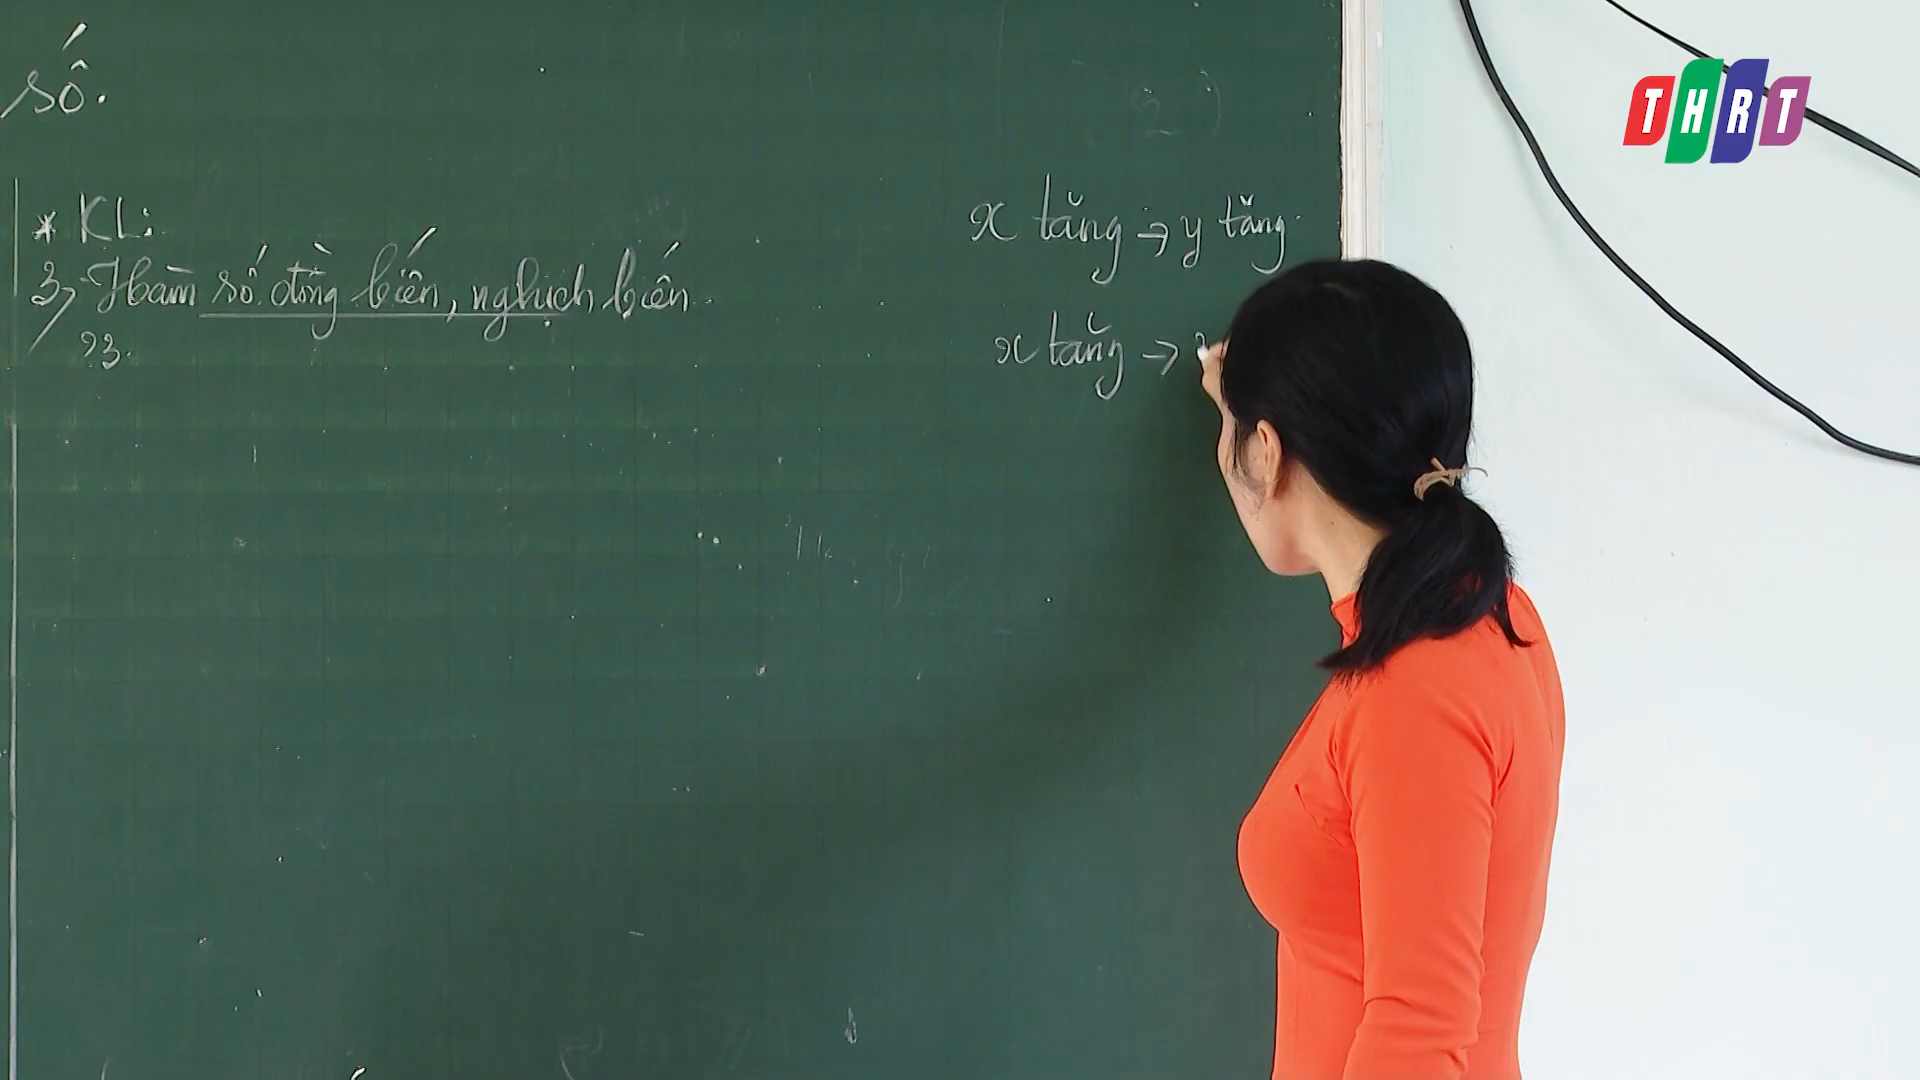 số.
* KL:
3, Hàm số đồng biến, nghịch biến
?3.
x tăng → y tăng
x tăng →
THRT